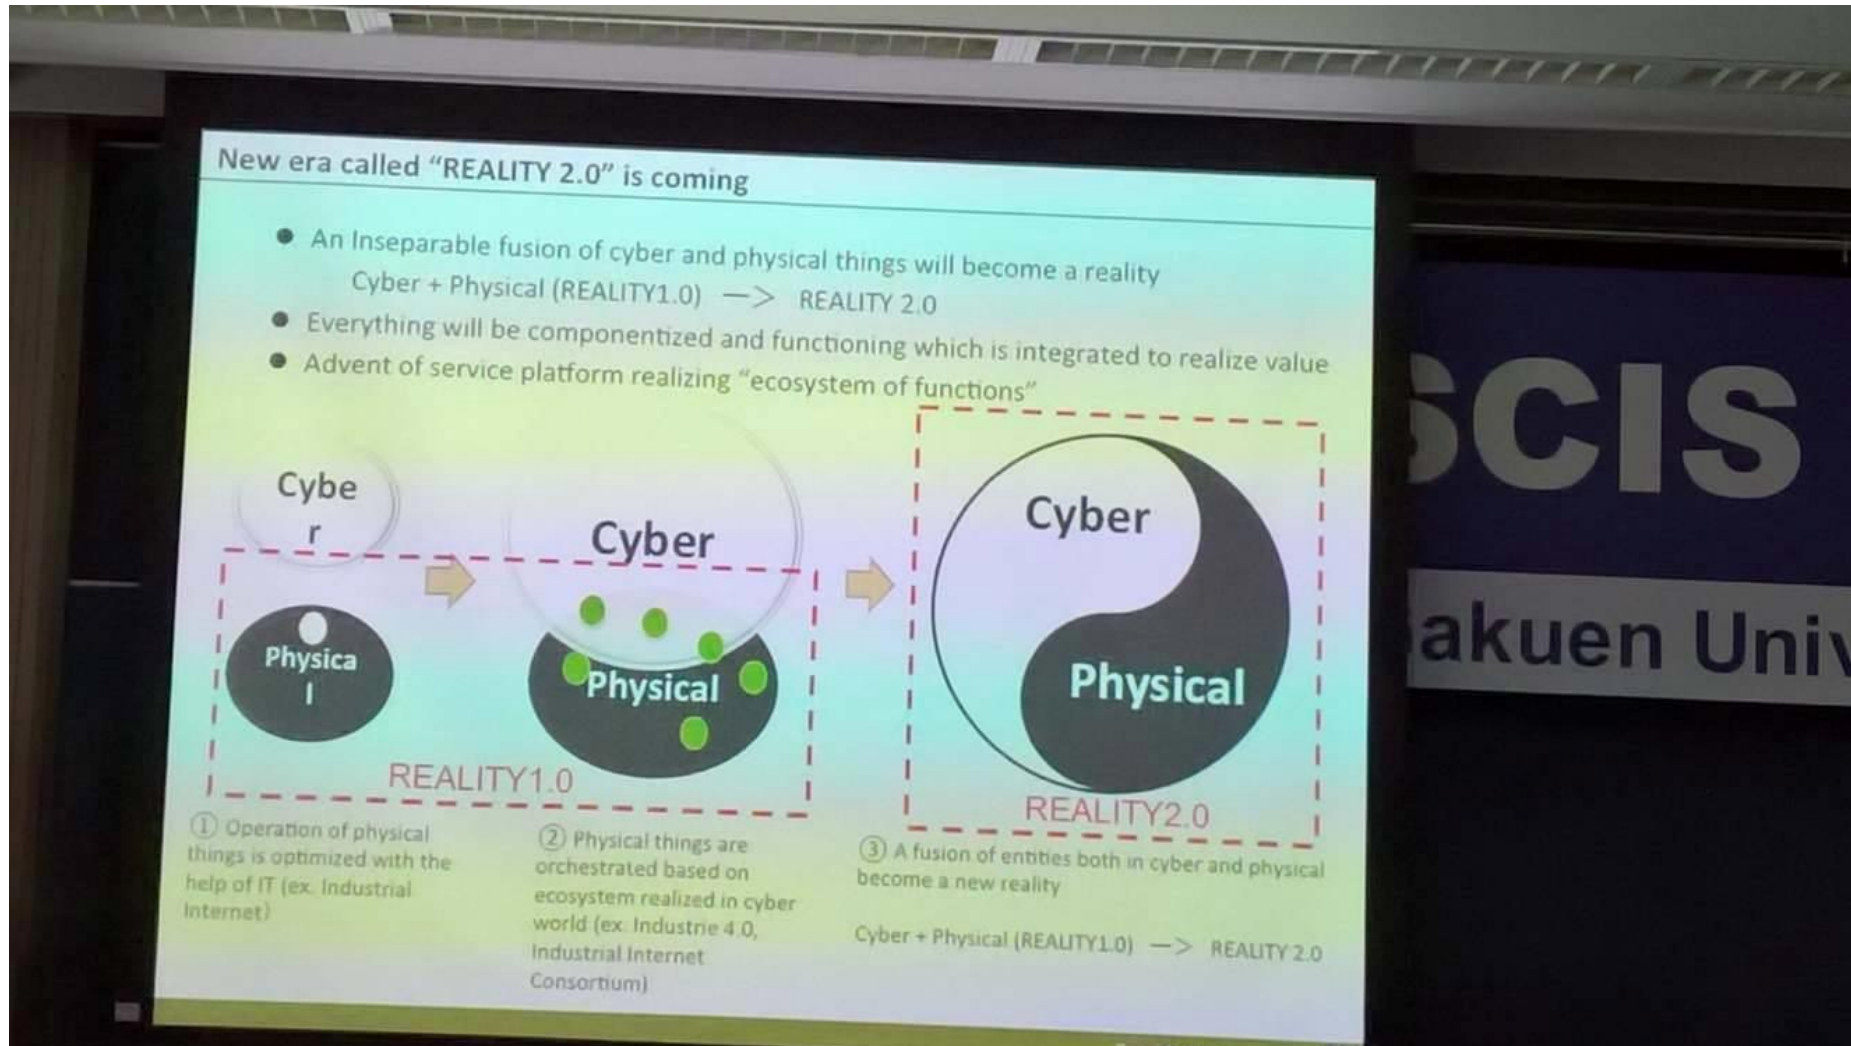 New era called “REALITY 2.0” is coming
● An Inseparable fusion of cyber and physical things will become a reality
Cyber + Physical (REALITY1.0) —> REALITY 2.0
● Everything will be componentized and functioning which is integrated to realize value
● Advent of service platform realizing “ecosystem of functions”
Cybe
r
Physica
l
Cyber
Physical
REALITY1.0
Cyber
Physical
REALITY2.0
① Operation of physical
things is optimized with the
help of IT (ex. Industrial
Internet)
② Physical things are
orchestrated based on
ecosystem realized in cyber
world (ex. Industrie 4.0,
Industrial Internet
Consortium)
③ A fusion of entities both in cyber and physical
become a new reality
Cyber + Physical (REALITY1.0) —> REALITY 2.0
SCIS
akuen Univ